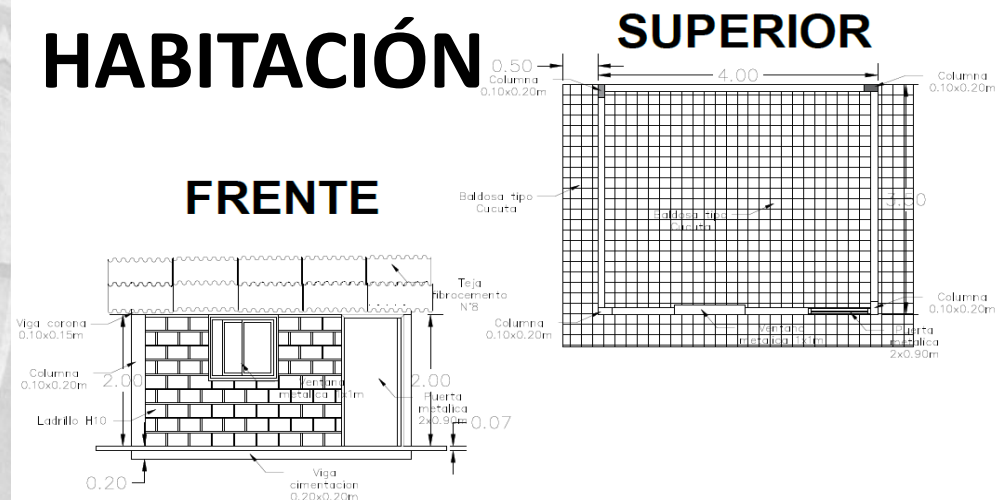 HABITACIÓN
SUPERIOR
0.50
4.00
Columna
0.10x0.20m
Columna
0.10x0.20m
Baldosa tipo
Cucuta
Baldosa tipo
Cucuta
3.50
Columna
0.10x0.20m
Columna
0.10x0.20m
Ventana
metalica 1x1m
Puerta
metalica
2x0.90m
FRENTE
Teja
fibrocemento
N°8
Viga corona
0.10x0.15m
Columna
0.10x0.20m
2.00
2.00
Ventana
metalica 1x1m
Puerta
metalica
2x0.90m
Ladrillo H10
0.07
0.20
Viga
cimentacion
0.20x0.20m